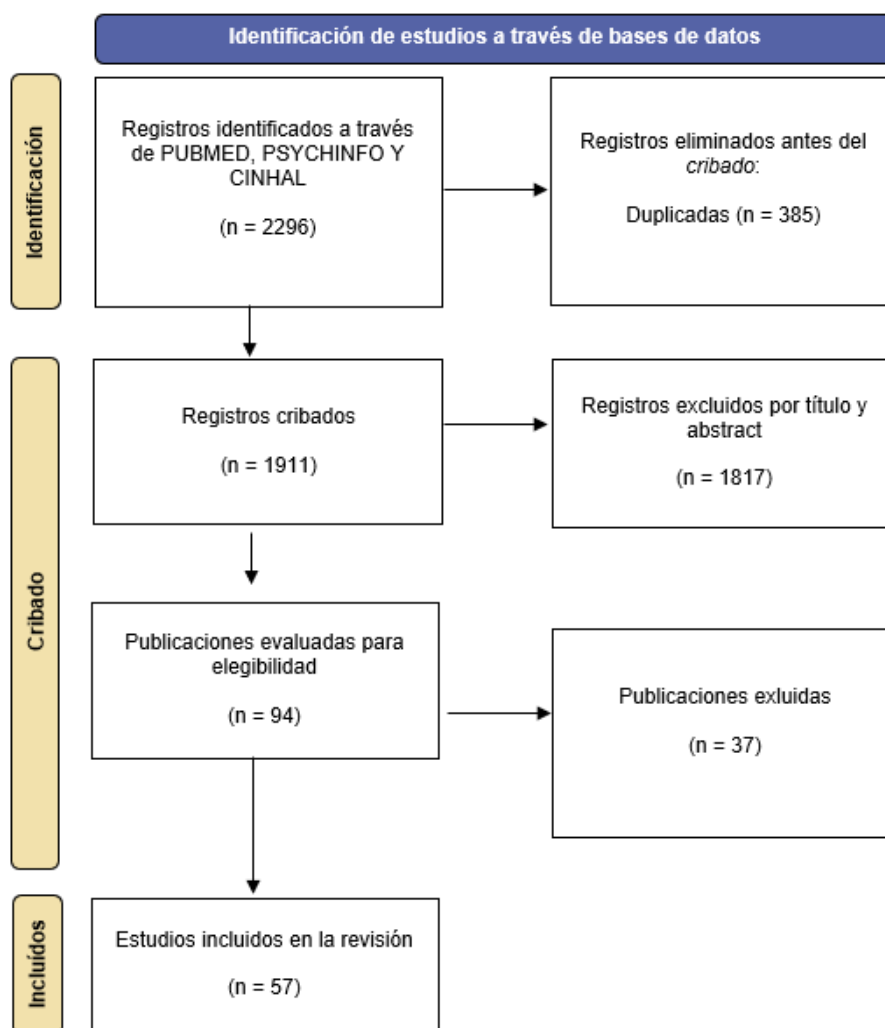 Identificación de estudios a través de bases de datos
Identificación
Registros identificados a través
de PUBMED, PSYCHINFO Y
CINHAL
(n = 2296)
Registros eliminados antes del
cribado:
Duplicadas (n = 385)
Cribado
Registros cribados
(n = 1911)
Registros excluidos por título y
abstract
(n = 1817)
Publicaciones evaluadas para
elegibilidad
(n = 94)
Publicaciones exluidas
(n = 37)
Incluídos
Estudios incluidos en la revisión
(n = 57)